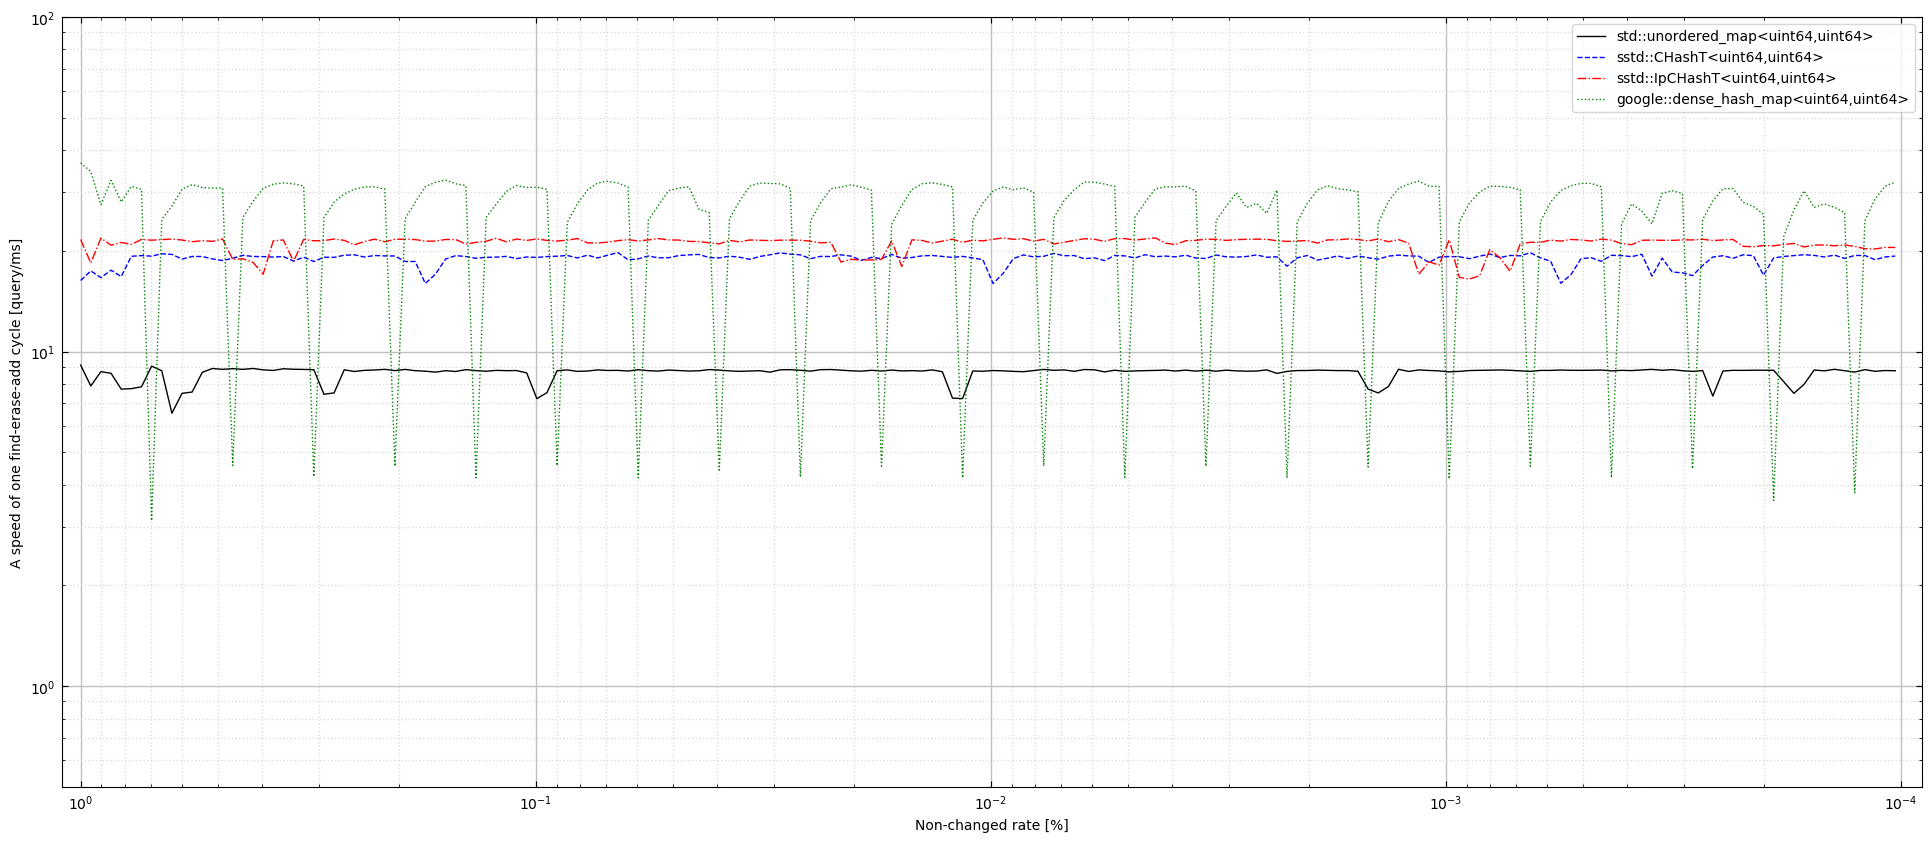 std::unordered_map<uint64,uint64>
sstd::CHashT<uint64,uint64>
sstd::IpCHashT<uint64,uint64>
google::dense_hash_map<uint64,uint64>
A speed of one find-erase-add cycle [query/ms]
10²
10¹
10⁰
10⁰ 10⁻¹ 10⁻² 10⁻³ 10⁻⁴
Non-changed rate [%]